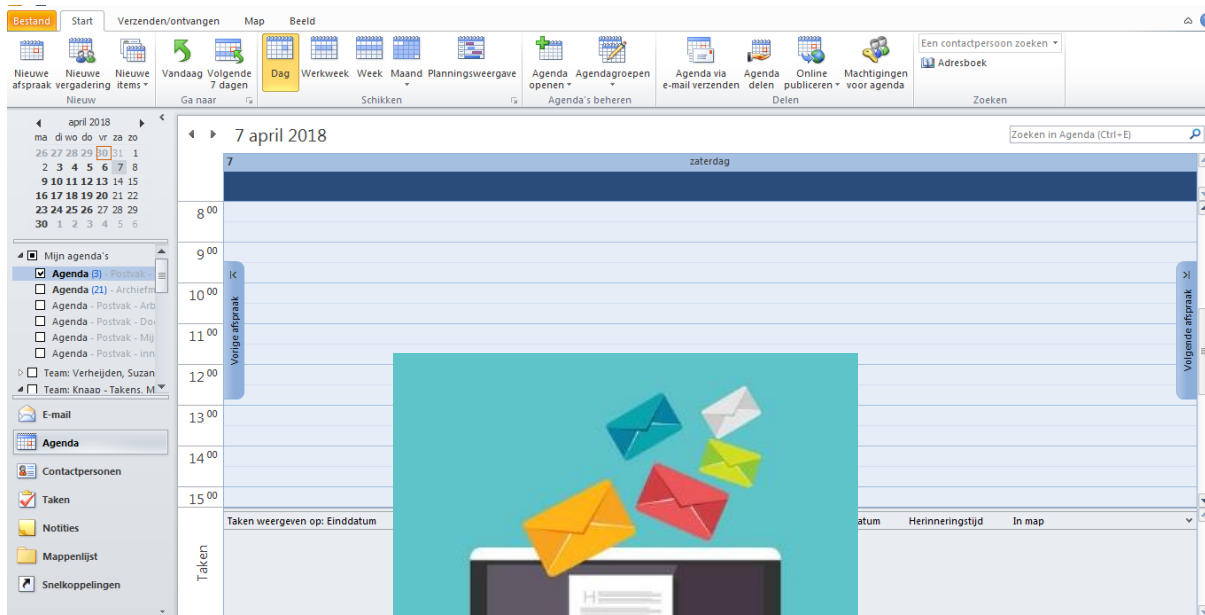 Bestand Start Verzenden/ontvangen Map Beeld
Nieuwe afspraak
Nieuwe vergadering
Nieuwe items
Vandaag
Volgende 7 dagen
Dag
Werkweek
Week
Maand
Planningsweergave
Agenda openen
Agendagroepen
Agenda via e-mail verzenden
Agenda delen
Online publiceren
Machtigingen voor agenda
Een contactpersoon zoeken
Adresboek
Nieuw
Ga naar
Schikken
Agenda's beheren
Delen
Zoeken
april 2018
ma di wo do vr za zo
26 27 28 29 30 31 1
2 3 4 5 6 7 8
9 10 11 12 13 14 15
16 17 18 19 20 21 22
23 24 25 26 27 28 29
30 1 2 3 4 5 6
Mijn agenda's
Agenda (3) - Postvak -
Agenda (21) - Archiefm
Agenda - Postvak - Arb
Agenda - Postvak - Do
Agenda - Postvak - Mij
Agenda - Postvak - inn
Team: Verheijden, Suzan
Team: Knaap - Takens, M
E-mail
Agenda
Contactpersonen
Taken
Notities
Mappenlijst
Snelkoppelingen
7 april 2018
Zoeken in Agenda (Ctrl+E)
7 zaterdag
8 00
9 00
10 00
11 00
12 00
13 00
14 00
15 00
Vorige afspraak
Volgende afspraak
Taken weergeven op: Einddatum
atum Herinneringstijd In map
Taken
H